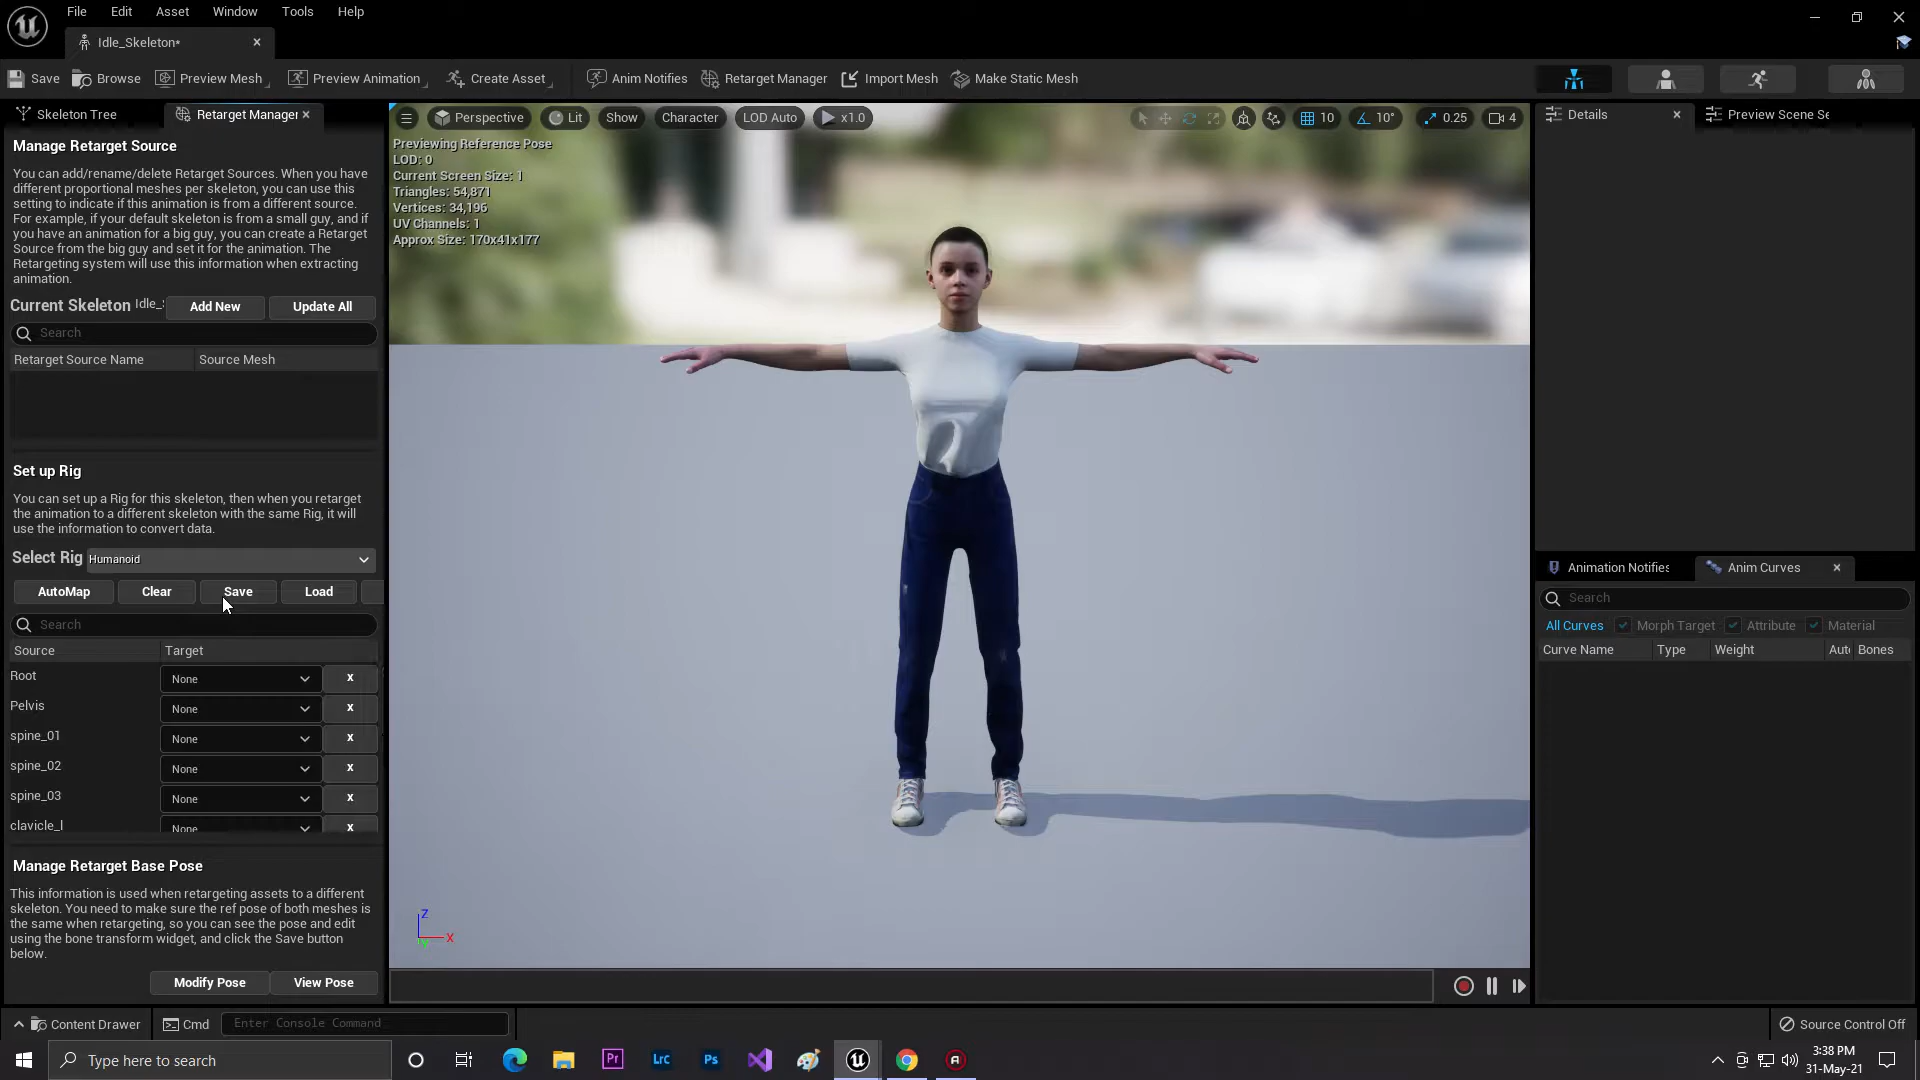 File Edit Asset Window Tools Help
Idle_Skeleton*
Save Browse Preview Mesh Preview Animation Create Asset Anim Notifies Retarget Manager Import Mesh Make Static Mesh
Skeleton Tree Retarget Manager
Manage Retarget Source
You can add/rename/delete Retarget Sources. When you have
different proportional meshes per skeleton, you can use this
setting to indicate if this animation is from a different source.
For example, if your default skeleton is from a small guy, and if
you have an animation for a big guy, you can create a Retarget
Source from the big guy and set it for the animation. The
Retargeting system will use this information when extracting
animation.
Current Skeleton Idle_ Add New Update All
Search
Retarget Source Name Source Mesh
Set up Rig
You can set up a Rig for this skeleton, then when you retarget
the animation to a different skeleton with the same Rig, it will
use the information to convert data.
Select Rig Humanoid
AutoMap Clear Save Load
Search
Source Target
Root None x
Pelvis None x
spine_01 None x
spine_02 None x
spine_03 None x
clavicle_l None x
Manage Retarget Base Pose
This information is used when retargeting assets to a different
skeleton. You need to make sure the ref pose of both meshes is
the same when retargeting, so you can see the pose and edit
using the bone transform widget, and click the Save button
below.
Modify Pose View Pose
Perspective Lit Show Character LOD Auto x1.0 10 10° 0.25 4
Previewing Reference Pose
LOD: 0
Current Screen Size: 1
Triangles: 54,871
Vertices: 34,196
UV Channels: 1
Approx Size: 170x41x177
Z
X
Y
Details Preview Scene Se
Animation Notifies Anim Curves
Search
All Curves Morph Target Attribute Material
Curve Name Type Weight Aut Bones
Content Drawer Cmd Enter Console Command Source Control Off
Type here to search Pr Lrc Ps 3:38 PM
31-May-21